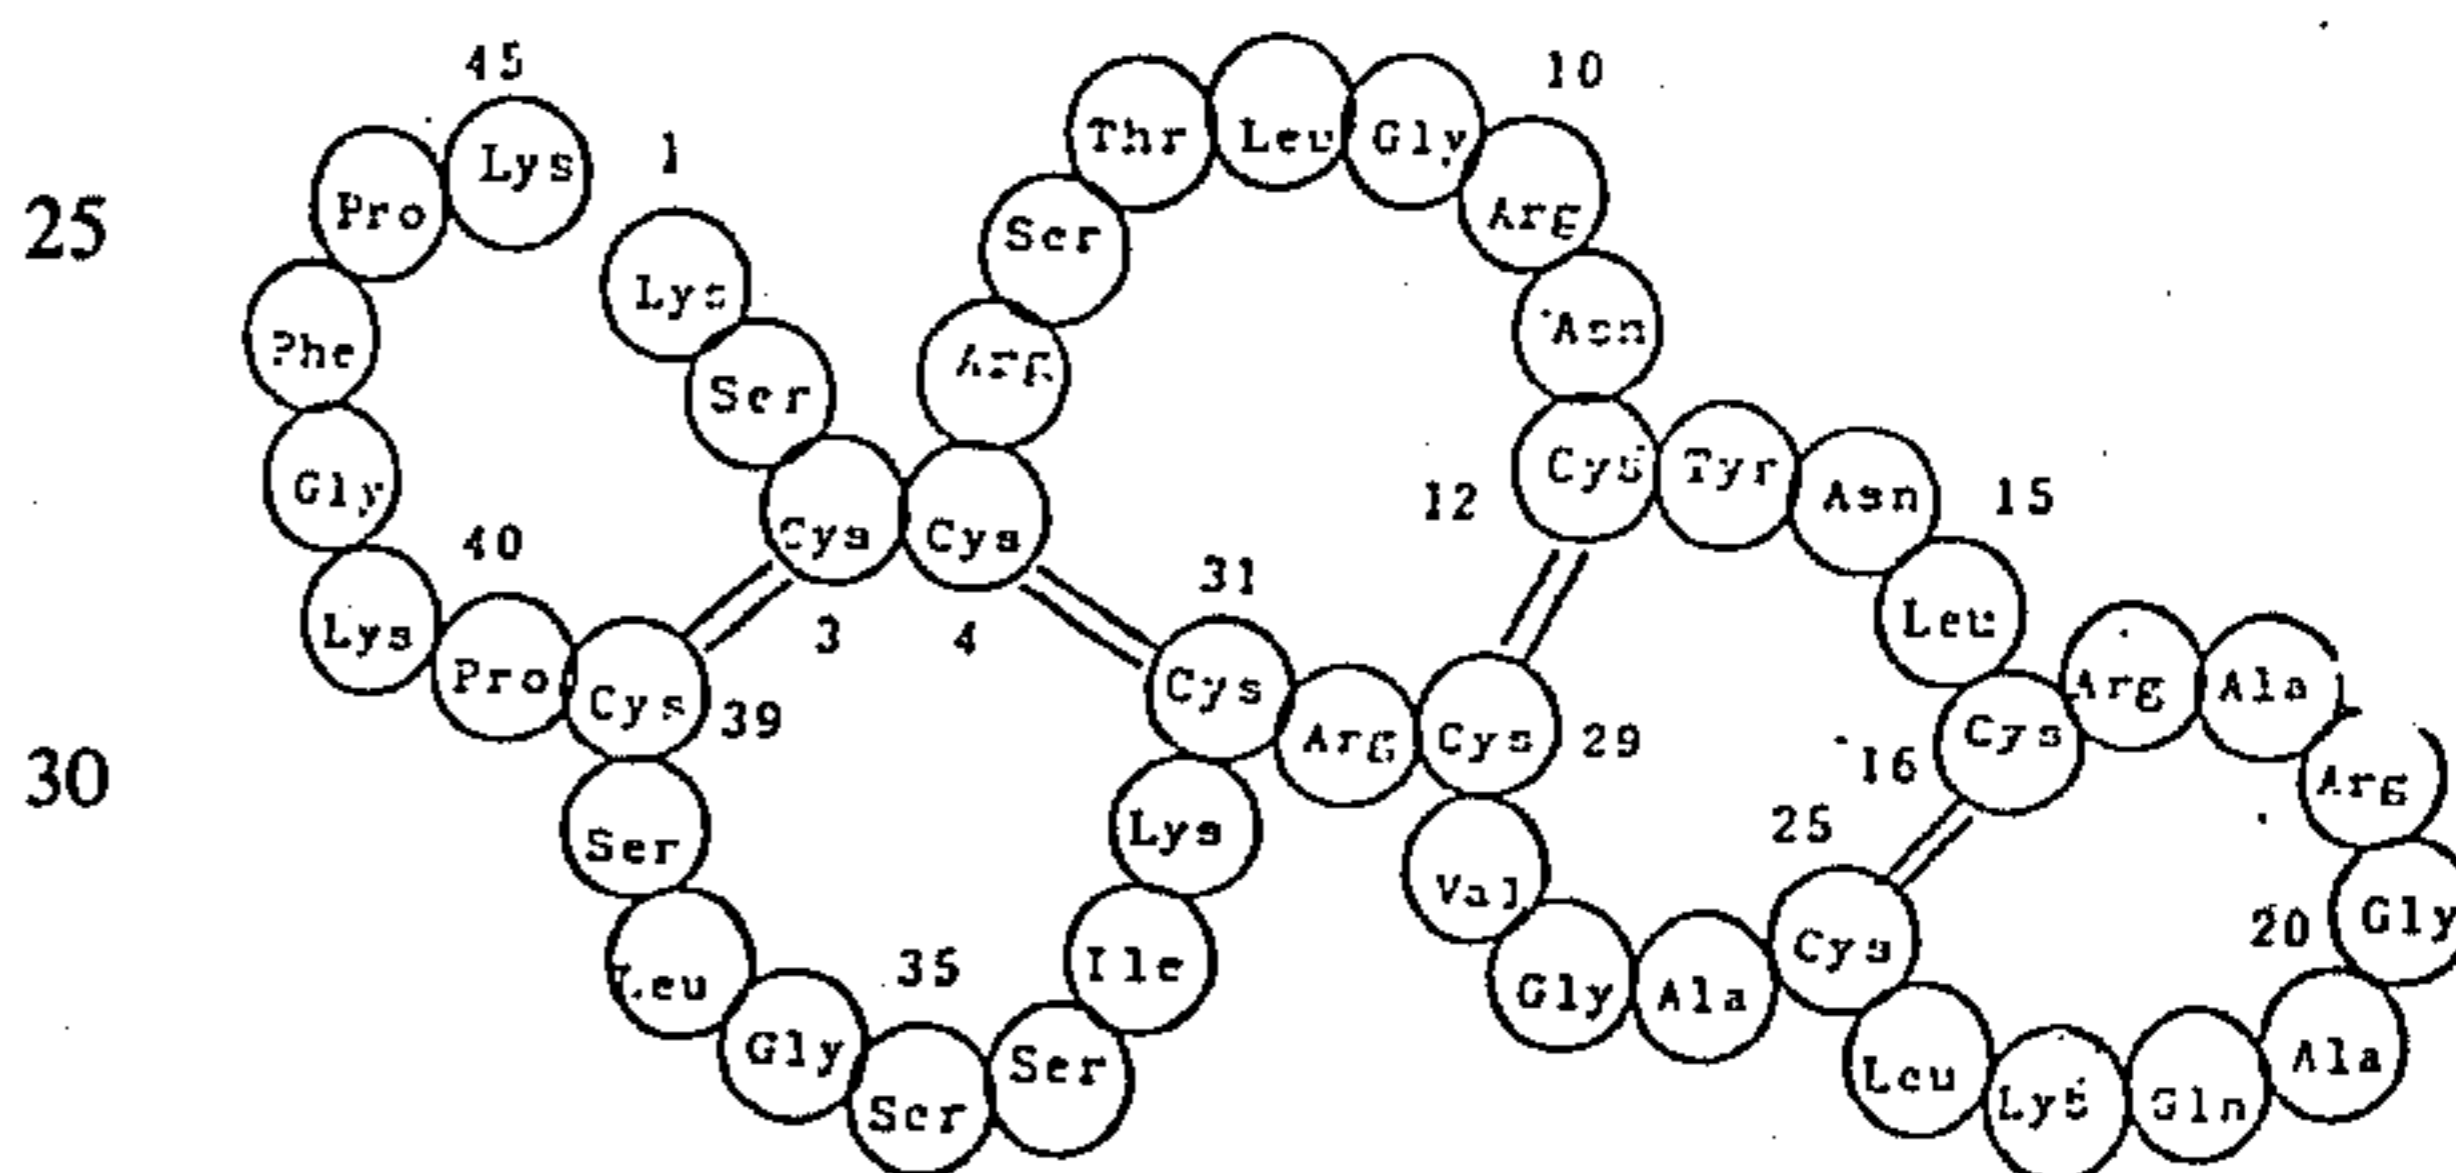 45
10
1
Thr Leu Gly
Lys
Arg
25
Pro
Ser
Lys
Asn
Phe
Arg
Ser
Cys Tyr Asn
15
12
Gly
40
Cys Cys
31
Leu
3
4
Lys
Pro
Cys
39
Cys
Arg
Cys
29
Arg Ala
Cys
16
Arg
30
25
Ser
Lys
Val
20
Gly
Leu
35
Ile
Cys
Gly
Ser
Ser
Gly
Ala
Leu
Lys
Gln
Ala